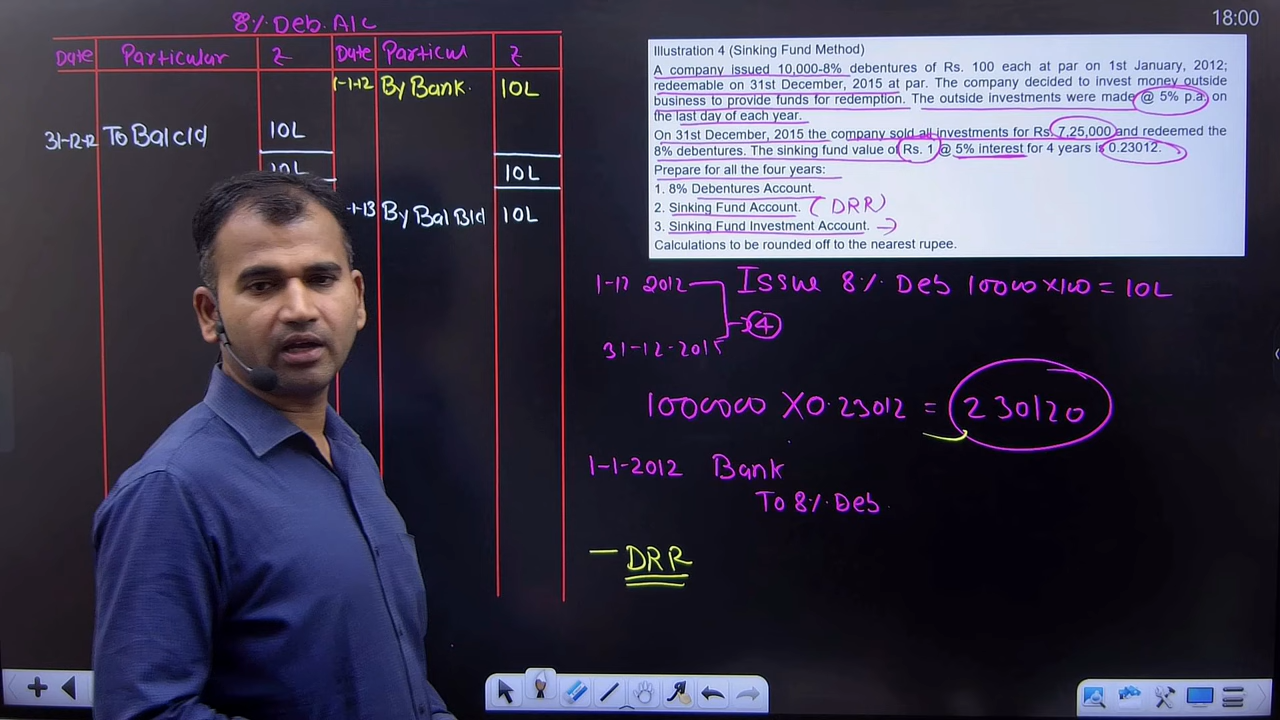 18:00
8% Deb. A/c
Date Particular ₹ Date Particul ₹
1-1-12 By Bank 10L
31-12-12 To Bal c/d 10L
10L 10L
-1-13 By Bal B/d 10L
Illustration 4 (Sinking Fund Method)
A company issued 10,000-8% debentures of Rs. 100 each at par on 1st January, 2012;
redeemable on 31st December, 2015 at par. The company decided to invest money outside
business to provide funds for redemption. The outside investments were made @ 5% p.a. on
the last day of each year.
On 31st December, 2015 the company sold all investments for Rs. 7,25,000 and redeemed the
8% debentures. The sinking fund value of Rs. 1 @ 5% interest for 4 years is 0.23012.
Prepare for all the four years:
1. 8% Debentures Account.
2. Sinking Fund Account. (DRR)
3. Sinking Fund Investment Account. →
Calculations to be rounded off to the nearest rupee.
2012 Issue 8% Deb 10000×100 = 10L
4
31-12-2015
1000000 × 0.23012 = 230120
1-1-2012 Bank
To 8% Deb
— DRR